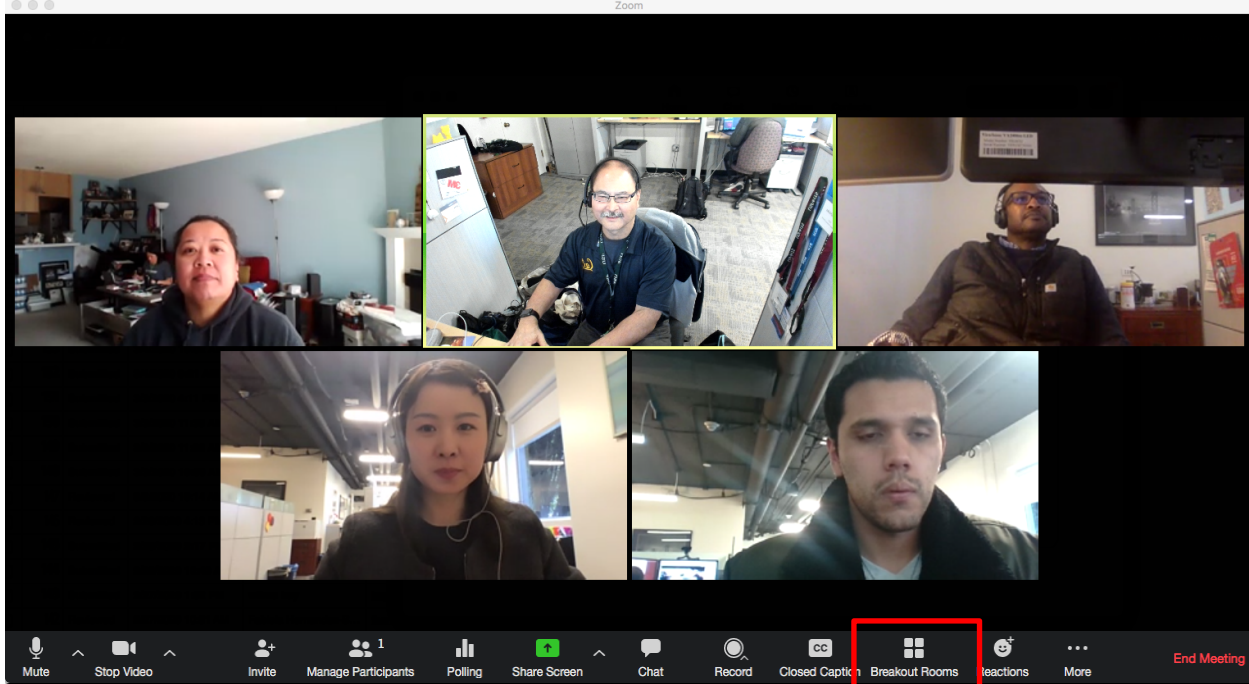 Zoom
MC
Mute
Stop Video
Invite
1
Manage Participants
Polling
Share Screen
Chat
Record
CC
Closed Caption
Breakout Rooms
Reactions
More
End Meeting